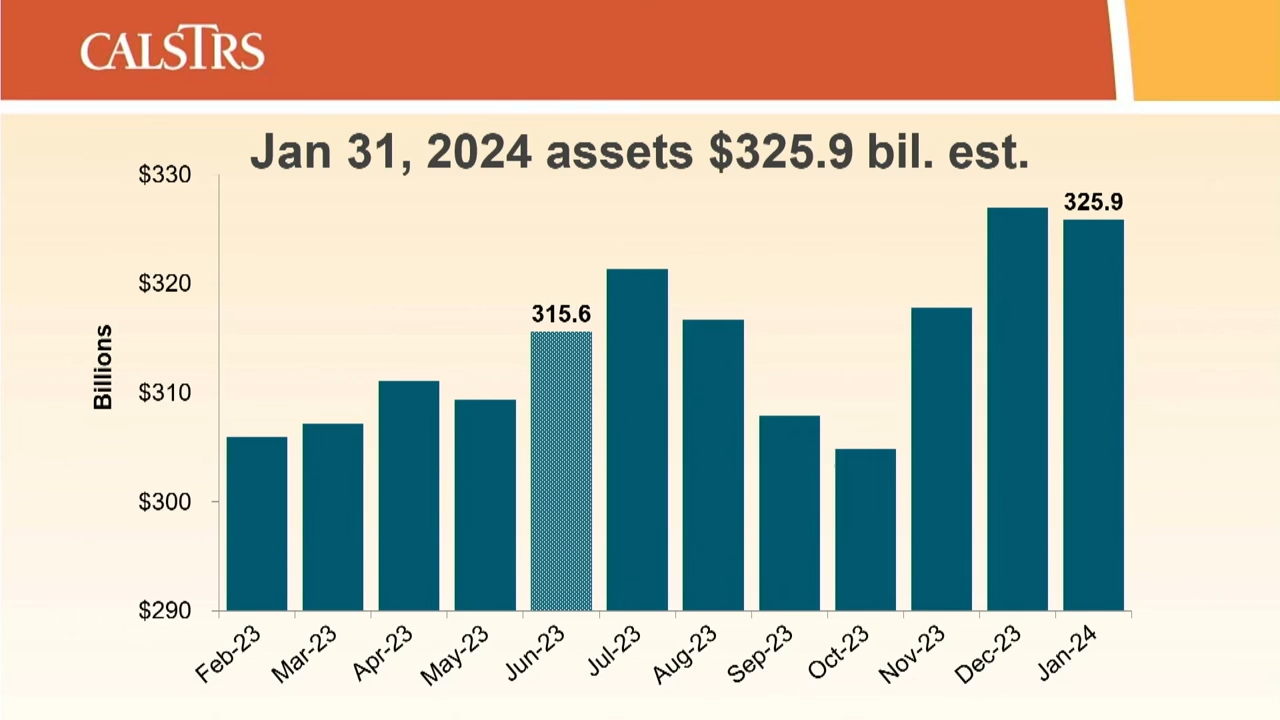 CALSTRS
Jan 31, 2024 assets $325.9 bil. est.
$330
$320
$310
$300
$290
Billions
315.6
325.9
Feb-23
Mar-23
Apr-23
May-23
Jun-23
Jul-23
Aug-23
Sep-23
Oct-23
Nov-23
Dec-23
Jan-24